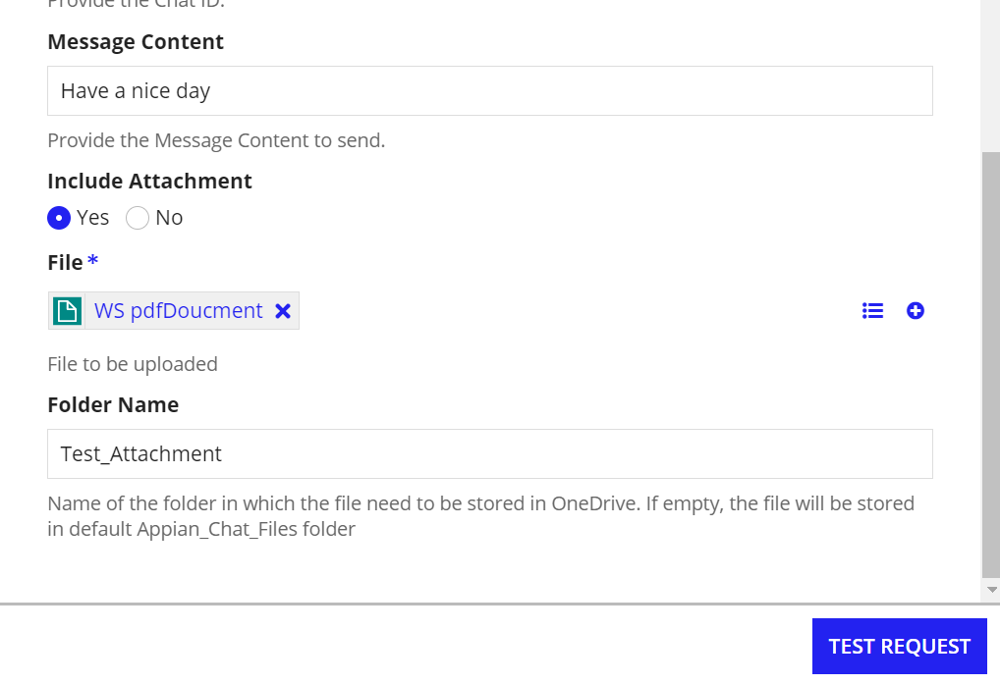 Provide the Chat ID.
Message Content
Have a nice day
Provide the Message Content to send.
Include Attachment
Yes No
File *
WS pdfDoucment
File to be uploaded
Folder Name
Test_Attachment
Name of the folder in which the file need to be stored in OneDrive. If empty, the file will be stored
in default Appian_Chat_Files folder
TEST REQUEST